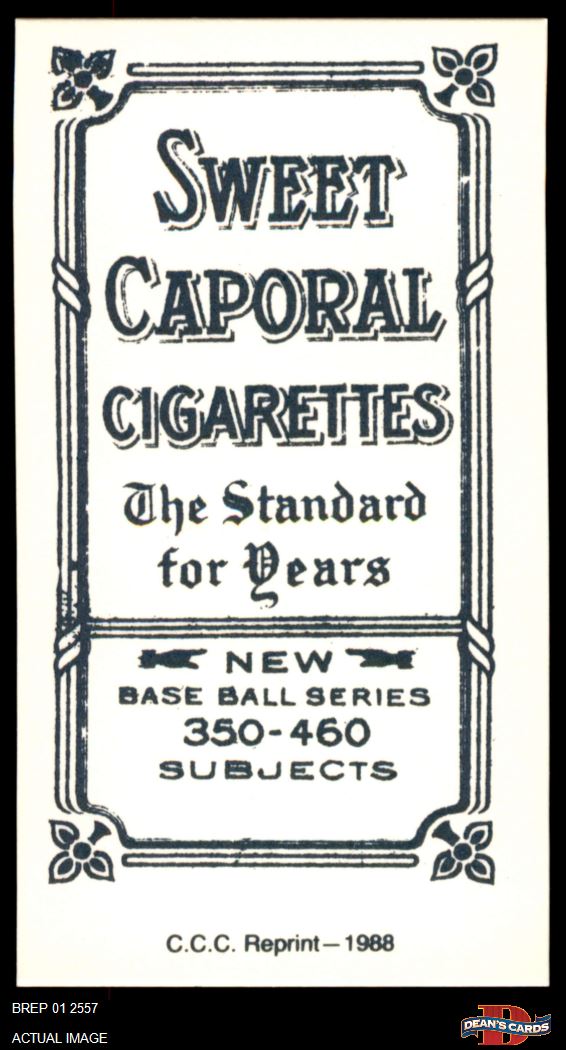 SWEET
CAPORAL
CIGARETTES
The Standard
for Years
NEW
BASE BALL SERIES
350-460
SUBJECTS
C.C.C. Reprint—1988
BREP 01 2557
ACTUAL IMAGE
DEAN'S CARDS